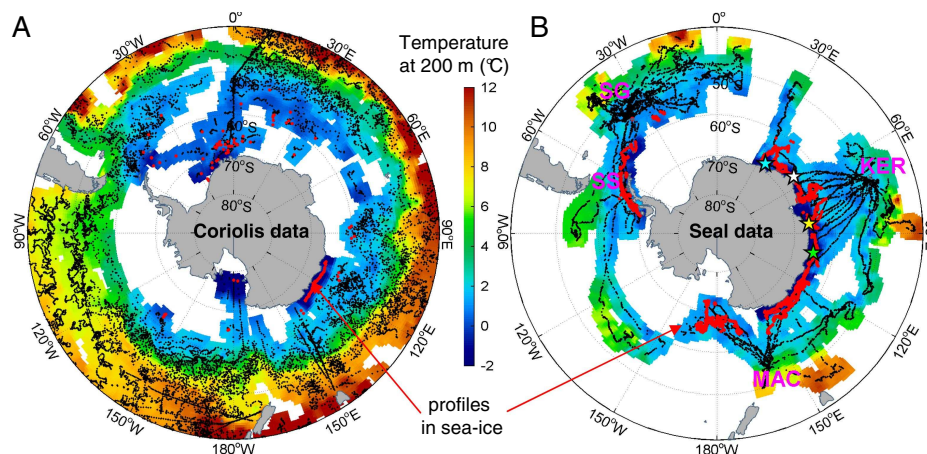 A
B
Temperature
at 200 m (°C)
12
10
8
6
4
2
0
-2
0°
30°E
60°E
90°E
120°E
150°E
180°W
150°W
120°W
90°W
60°W
30°W
60°S
70°S
80°S
Coriolis data
0°
30°E
60°E
90°E
120°E
150°E
180°W
150°W
120°W
90°W
60°W
30°W
50°S
60°S
70°S
80°S
Seal data
SG
SS
KER
MAC
profiles
in sea-ice